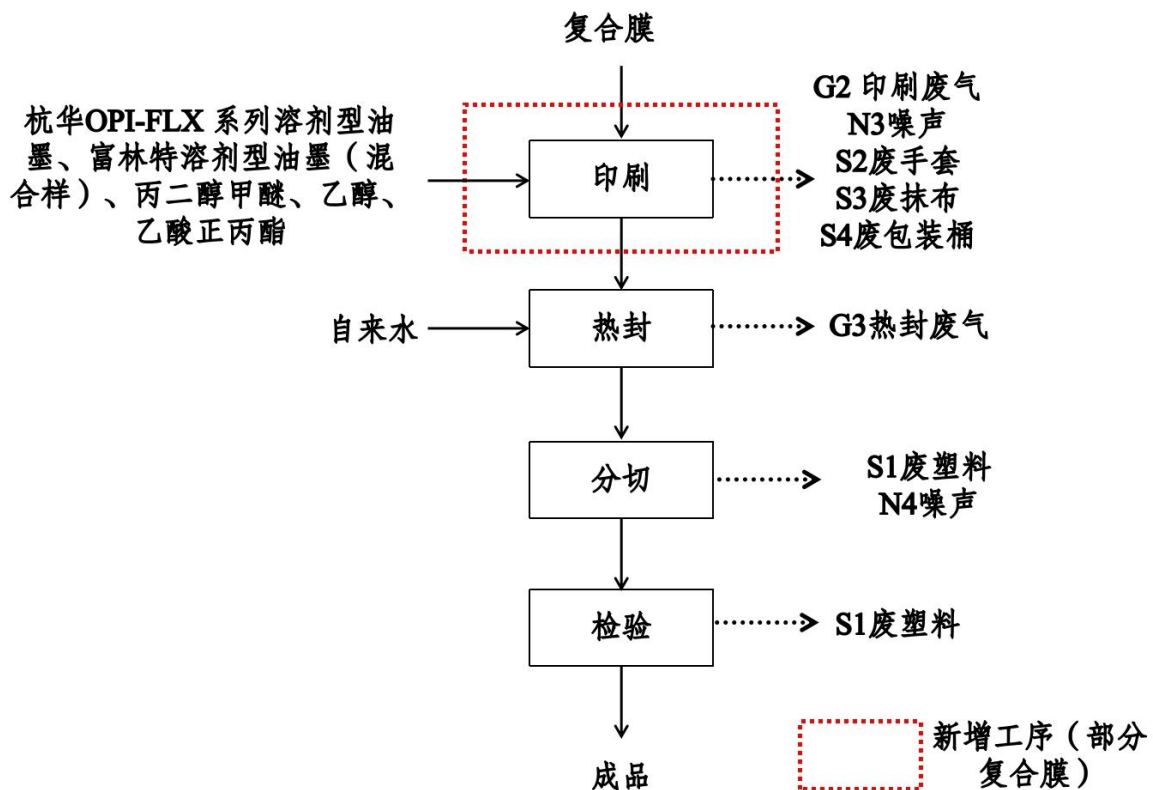 复合膜
杭华OPI-FLX 系列溶剂型油
墨、富林特溶剂型油墨（混
合样）、丙二醇甲醚、乙醇、
乙酸正丙酯
印刷
G2 印刷废气
N3噪声
S2废手套
S3废抹布
S4废包装桶
自来水
热封
G3热封废气
分切
S1废塑料
N4噪声
检验
S1废塑料
成品
新增工序（部分
复合膜）